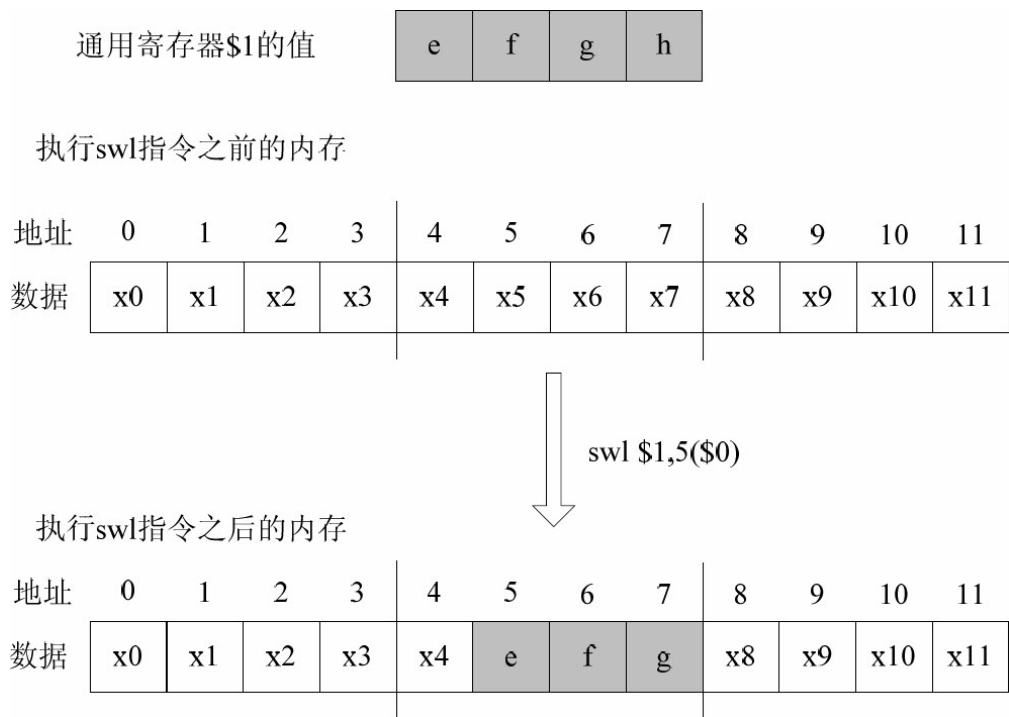 通用寄存器$1的值 e f g h
执行swl指令之前的内存
地址 0 1 2 3 4 5 6 7 8 9 10 11
数据 x0 x1 x2 x3 x4 x5 x6 x7 x8 x9 x10 x11
swl $1,5($0)
执行swl指令之后的内存
地址 0 1 2 3 4 5 6 7 8 9 10 11
数据 x0 x1 x2 x3 x4 e f g x8 x9 x10 x11